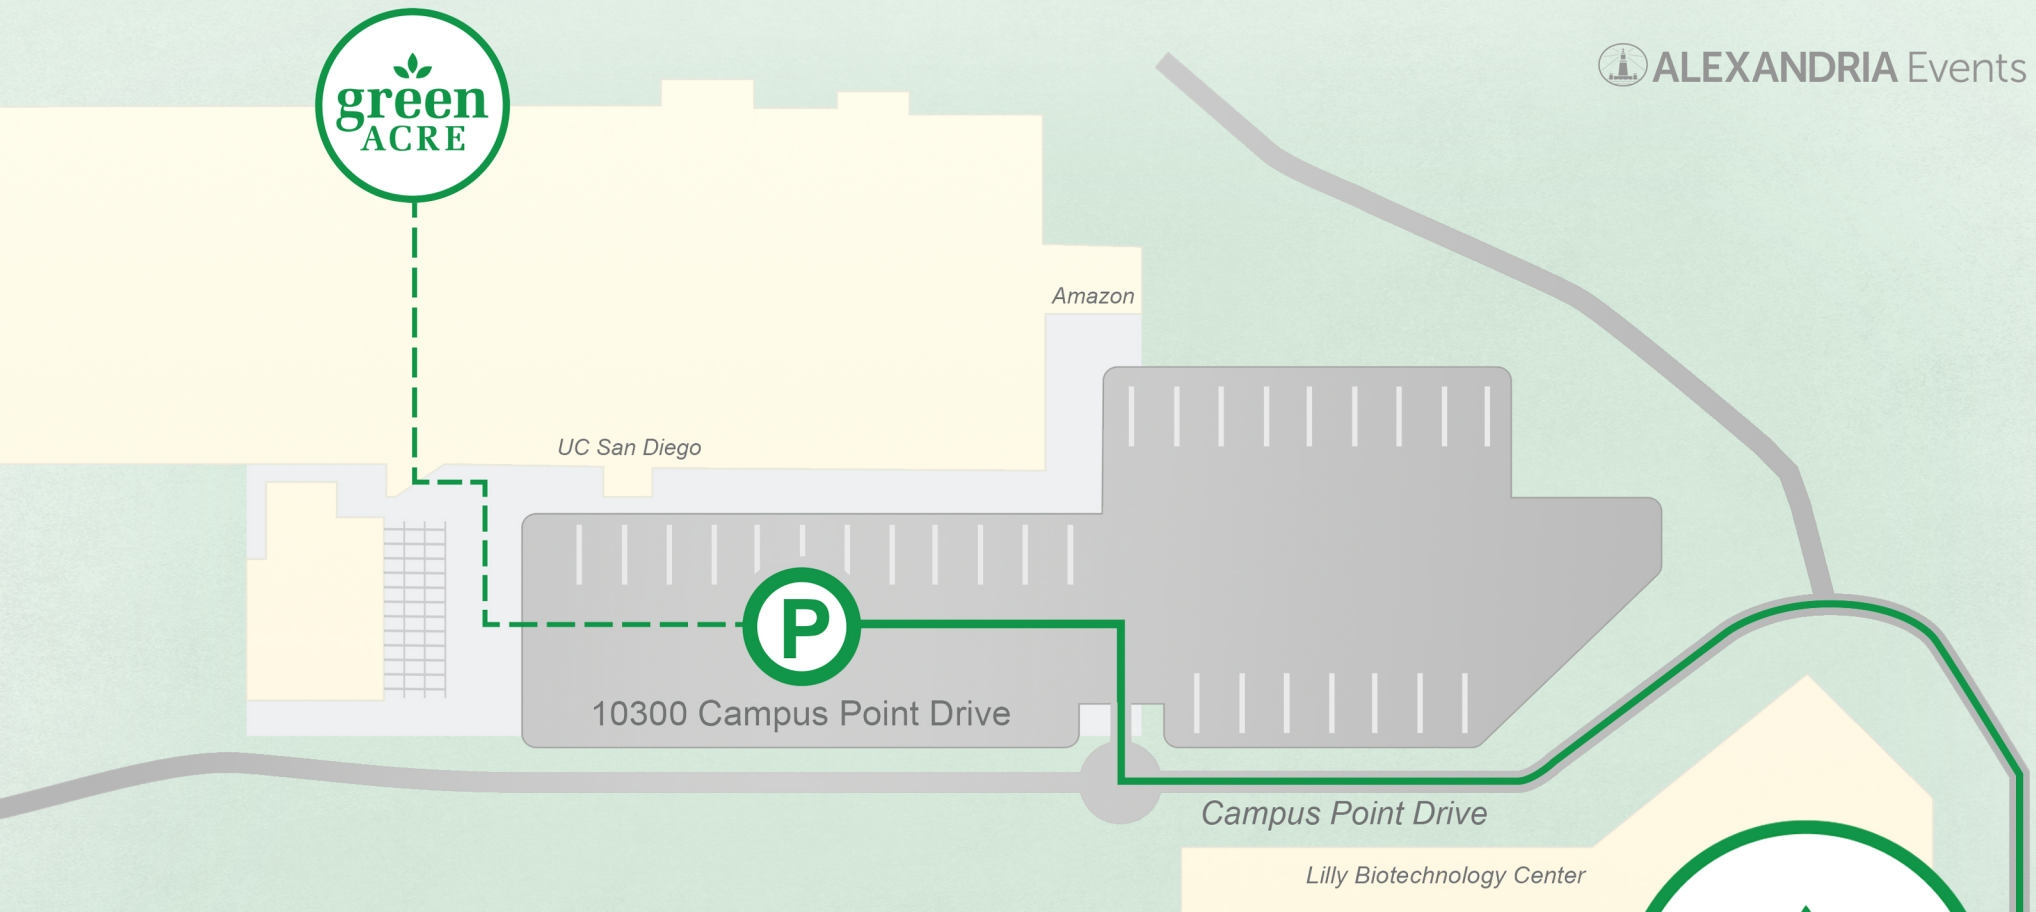 green
ACRE
ALEXANDRIA Events
Amazon
UC San Diego
P
10300 Campus Point Drive
Campus Point Drive
Lilly Biotechnology Center